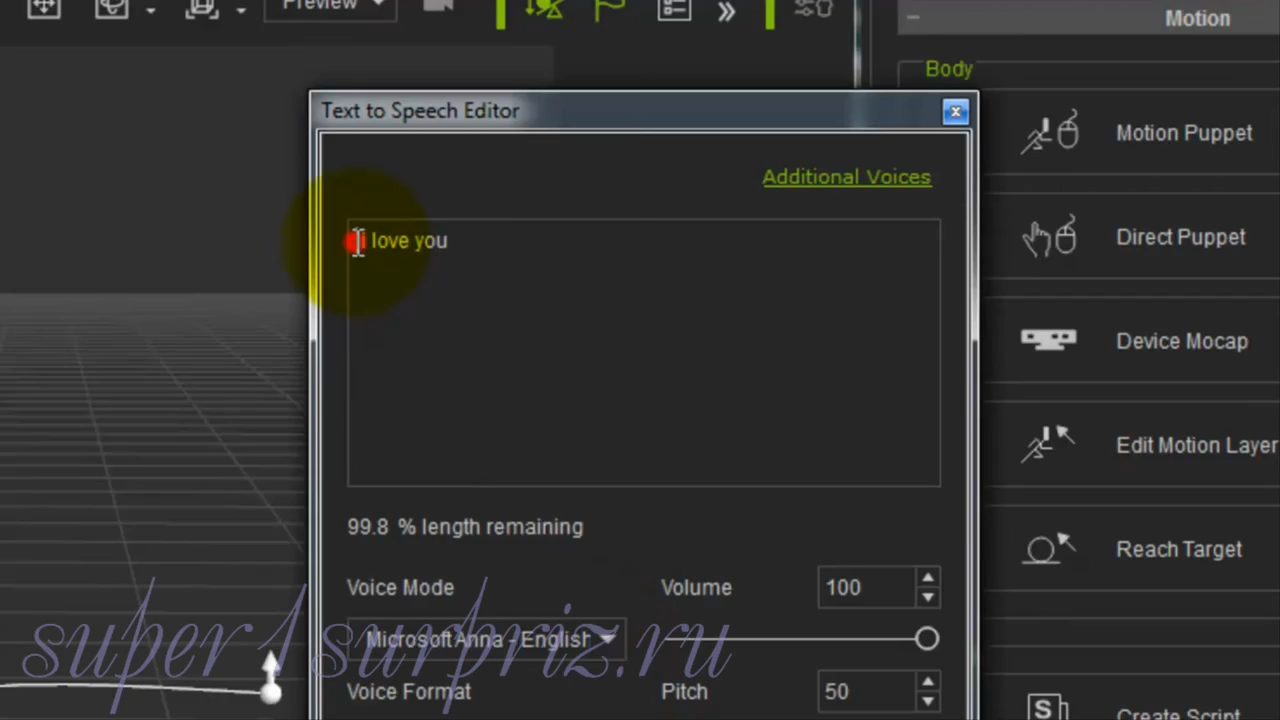 Preview
Motion
Body
Text to Speech Editor
Motion Puppet
Additional Voices
Direct Puppet
love you
Device Mocap
Edit Motion Layer
99.8 % length remaining
Reach Target
Voice Mode
Volume
100
Microsoft Anna - English
super1surpriz.ru
Voice Format
Pitch
50
Create Script